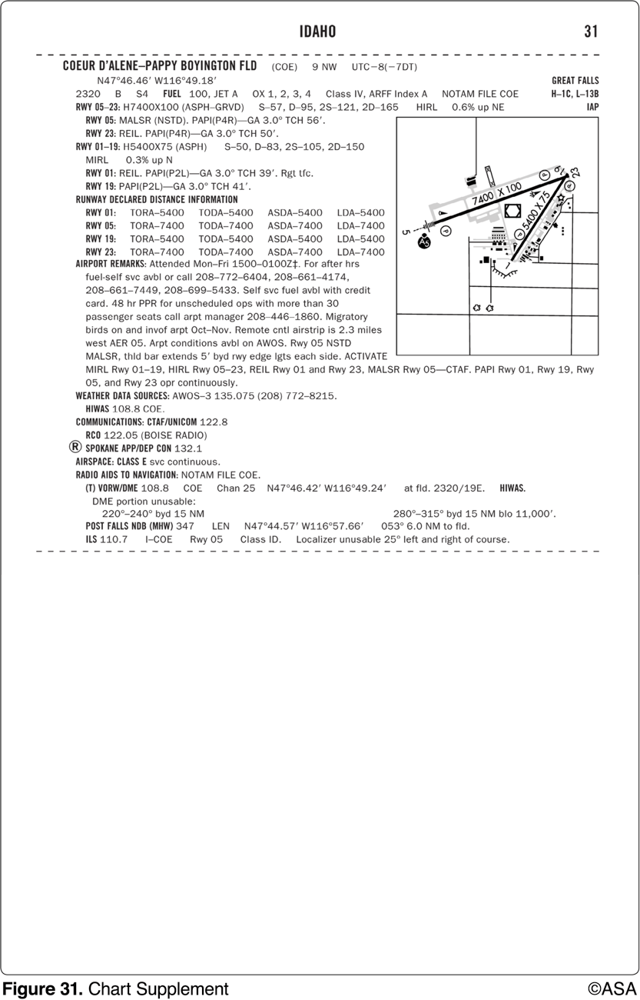 IDAHO 31
COEUR D'ALENE–PAPPY BOYINGTON FLD (COE) 9 NW UTC–8(–7DT)
N47°46.46′ W116°49.18′ GREAT FALLS
2320 B S4 FUEL 100, JET A OX 1, 2, 3, 4 Class IV, ARFF Index A NOTAM FILE COE H–1C, L–13B
RWY 05–23: H7400X100 (ASPH–GRVD) S–57, D–95, 2S–121, 2D–165 HIRL 0.6% up NE IAP
RWY 05: MALSR (NSTD). PAPI(P4R)—GA 3.0° TCH 56′.
RWY 23: REIL. PAPI(P4R)—GA 3.0° TCH 50′.
RWY 01–19: H5400X75 (ASPH) S–50, D–83, 2S–105, 2D–150
MIRL 0.3% up N
RWY 01: REIL. PAPI(P2L)—GA 3.0° TCH 39′. Rgt tfc.
RWY 19: PAPI(P2L)—GA 3.0° TCH 41′.
RUNWAY DECLARED DISTANCE INFORMATION
RWY 01: TORA–5400 TODA–5400 ASDA–5400 LDA–5400
RWY 05: TORA–7400 TODA–7400 ASDA–7400 LDA–7400
RWY 19: TORA–5400 TODA–5400 ASDA–5400 LDA–5400
RWY 23: TORA–7400 TODA–7400 ASDA–7400 LDA–7400
AIRPORT REMARKS: Attended Mon–Fri 1500–0100Z‡. For after hrs
fuel-self svc avbl or call 208–772–6404, 208–661–4174,
208–661–7449, 208–699–5433. Self svc fuel avbl with credit
card. 48 hr PPR for unscheduled ops with more than 30
passenger seats call arpt manager 208–446–1860. Migratory
birds on and invof arpt Oct–Nov. Remote cntl airstrip is 2.3 miles
west AER 05. Arpt conditions avbl on AWOS. Rwy 05 NSTD
MALSR, thld bar extends 5′ byd rwy edge lgts each side. ACTIVATE
MIRL Rwy 01–19, HIRL Rwy 05–23, REIL Rwy 01 and Rwy 23, MALSR Rwy 05—CTAF. PAPI Rwy 01, Rwy 19, Rwy
05, and Rwy 23 opr continuously.
WEATHER DATA SOURCES: AWOS–3 135.075 (208) 772–8215.
HIWAS 108.8 COE.
COMMUNICATIONS: CTAF/UNICOM 122.8
RCO 122.05 (BOISE RADIO)
Ⓡ SPOKANE APP/DEP CON 132.1
AIRSPACE: CLASS E svc continuous.
RADIO AIDS TO NAVIGATION: NOTAM FILE COE.
(T) VORW/DME 108.8 COE Chan 25 N47°46.42′ W116°49.24′ at fld. 2320/19E. HIWAS.
DME portion unusable:
220°–240° byd 15 NM 280°–315° byd 15 NM blo 11,000′.
POST FALLS NDB (MHW) 347 LEN N47°44.57′ W116°57.66′ 053° 6.0 NM to fld.
ILS 110.7 I–COE Rwy 05 Class ID. Localizer unusable 25° left and right of course.
7400 X 100
5400 X 75
5
23
19
1
P
P
P
P
A5
Figure 31. Chart Supplement ©ASA